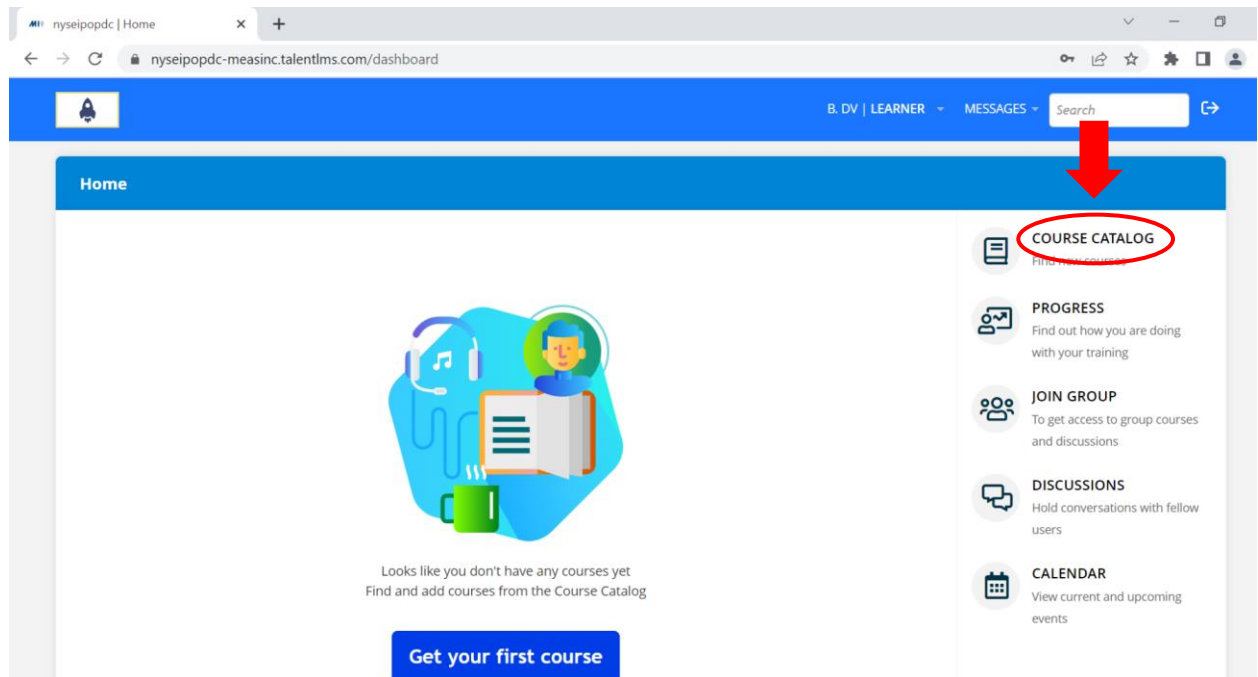 nyseipopdc | Home
nyseipopdc-measinc.talentlms.com/dashboard
B. DV | LEARNER
MESSAGES
Search
Home
COURSE CATALOG
Find new courses
PROGRESS
Find out how you are doing
with your training
JOIN GROUP
To get access to group courses
and discussions
DISCUSSIONS
Hold conversations with fellow
users
CALENDAR
View current and upcoming
events
Looks like you don't have any courses yet
Find and add courses from the Course Catalog
Get your first course